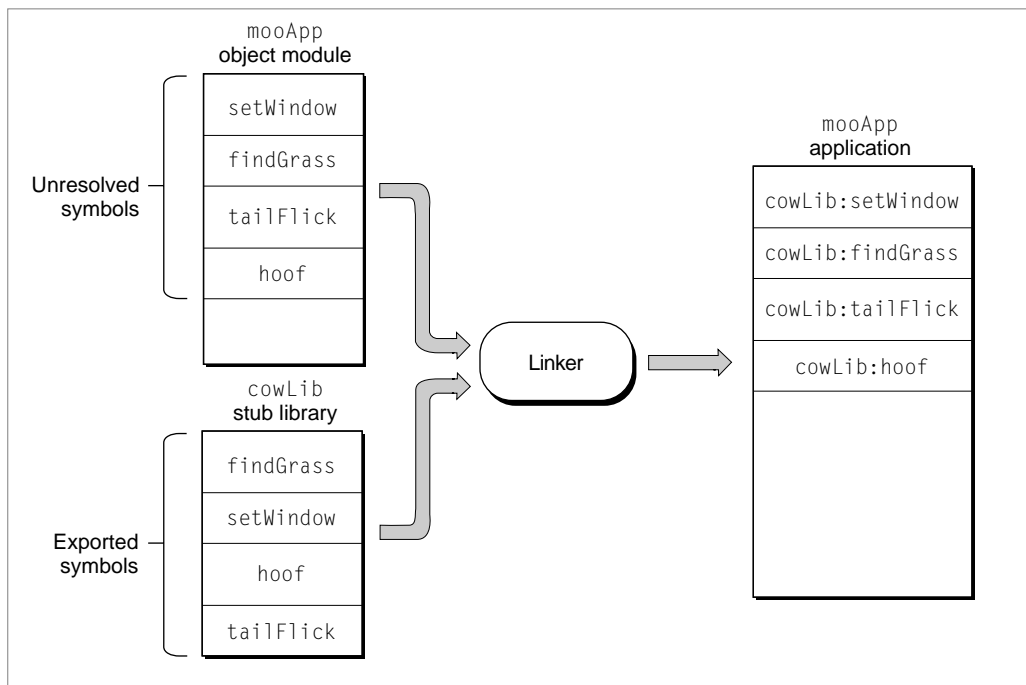 mooApp
object module
setWindow
findGrass
tailFlick
hoof
Unresolved
symbols
cowLib
stub library
findGrass
setWindow
hoof
tailFlick
Exported
symbols
Linker
mooApp
application
cowLib:setWindow
cowLib:findGrass
cowLib:tailFlick
cowLib:hoof